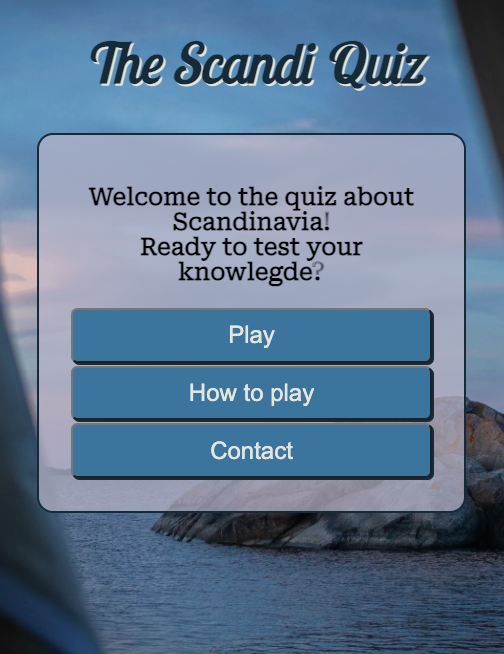 The Scandi Quiz
Welcome to the quiz about
Scandinavia!
Ready to test your
knowlegde?
Play
How to play
Contact